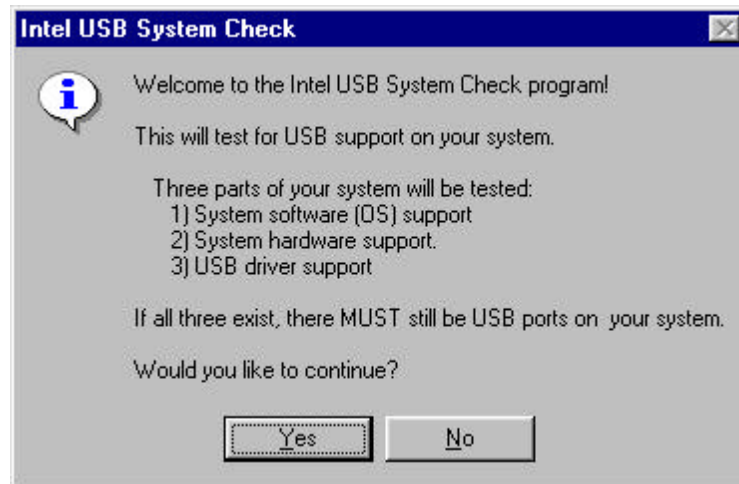 Intel USB System Check
Welcome to the Intel USB System Check program!
This will test for USB support on your system.
Three parts of your system will be tested:
1) System software (OS) support
2) System hardware support.
3) USB driver support
If all three exist, there MUST still be USB ports on  your system.
Would you like to continue?
Yes
No